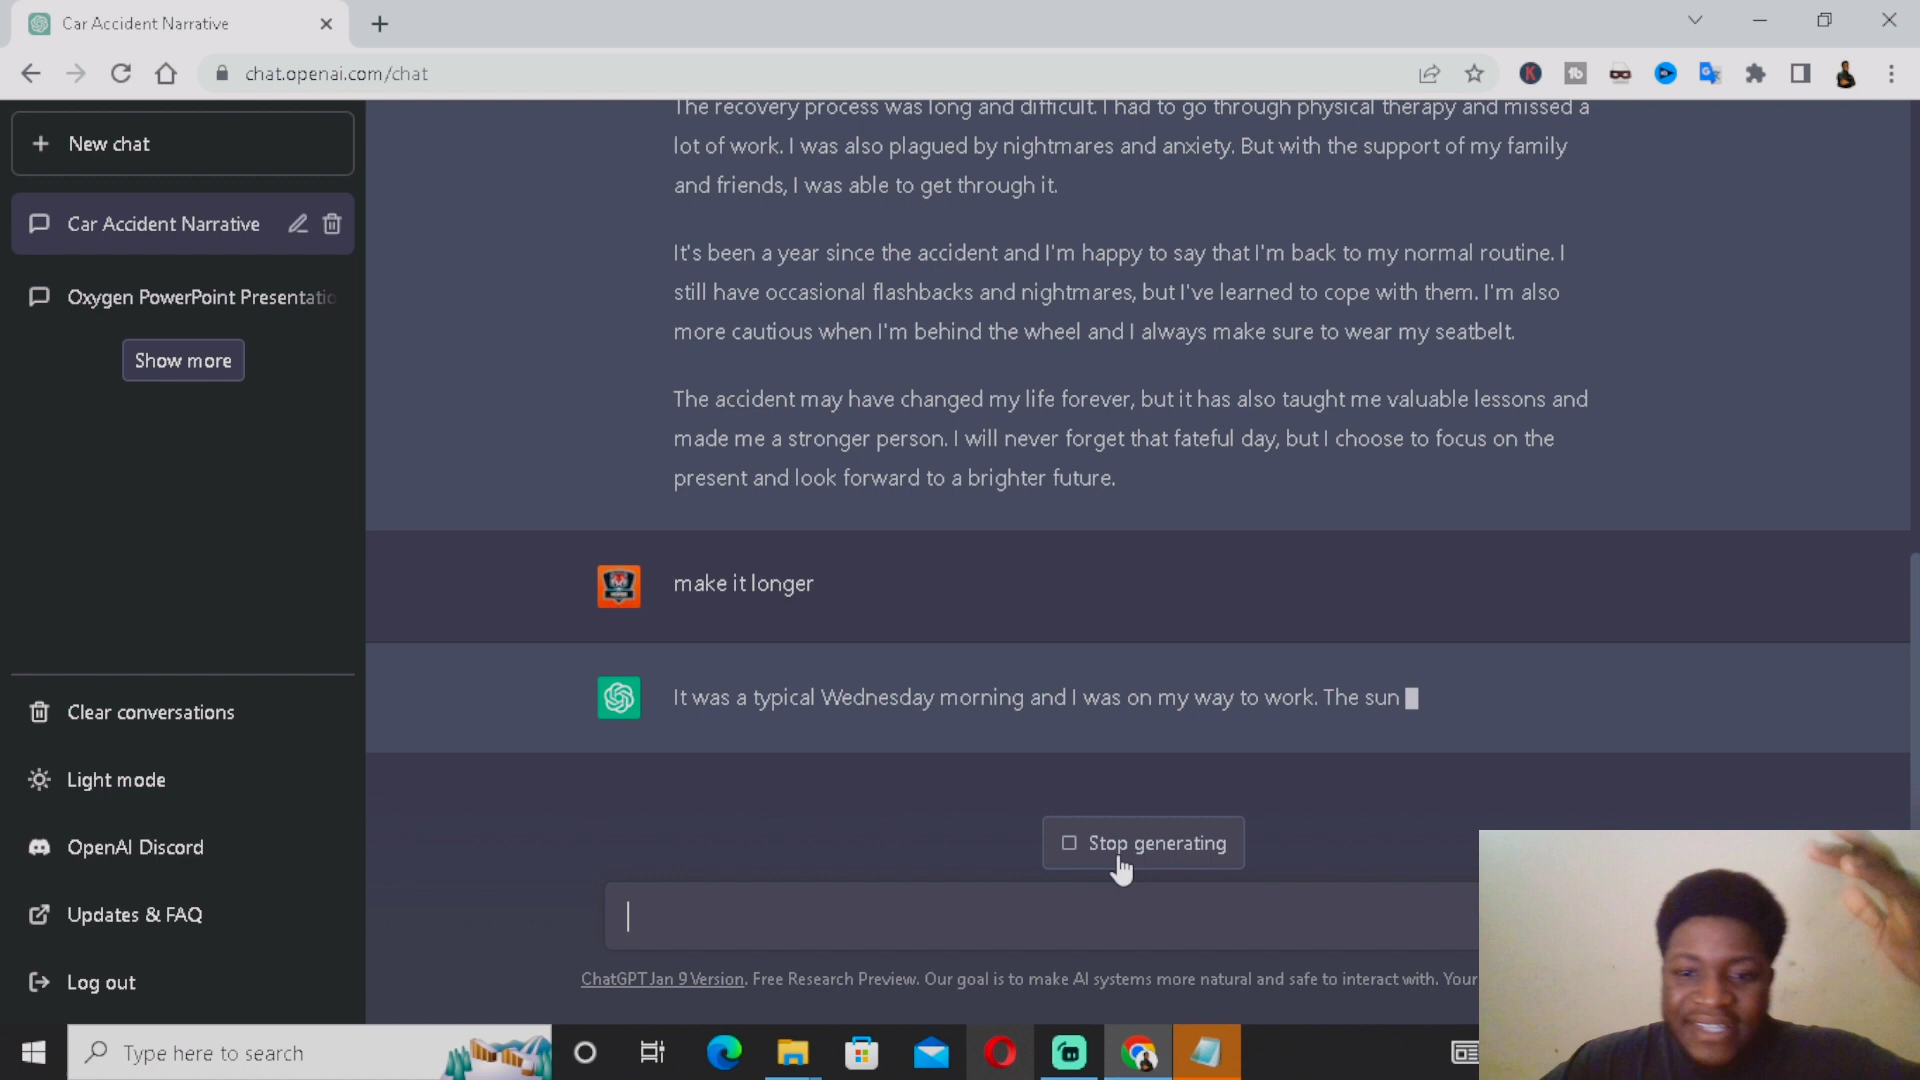 Car Accident Narrative
chat.openai.com/chat
New chat
Car Accident Narrative
Oxygen PowerPoint Presentatio
Show more
Clear conversations
Light mode
OpenAI Discord
Updates & FAQ
Log out
The recovery process was long and difficult. I had to go through physical therapy and missed a
lot of work. I was also plagued by nightmares and anxiety. But with the support of my family
and friends, I was able to get through it.
It's been a year since the accident and I'm happy to say that I'm back to my normal routine. I
still have occasional flashbacks and nightmares, but I've learned to cope with them. I'm also
more cautious when I'm behind the wheel and I always make sure to wear my seatbelt.
The accident may have changed my life forever, but it has also taught me valuable lessons and
made me a stronger person. I will never forget that fateful day, but I choose to focus on the
present and look forward to a brighter future.
make it longer
It was a typical Wednesday morning and I was on my way to work. The sun
Stop generating
ChatGPT Jan 9 Version. Free Research Preview. Our goal is to make AI systems more natural and safe to interact with. Your
Type here to search